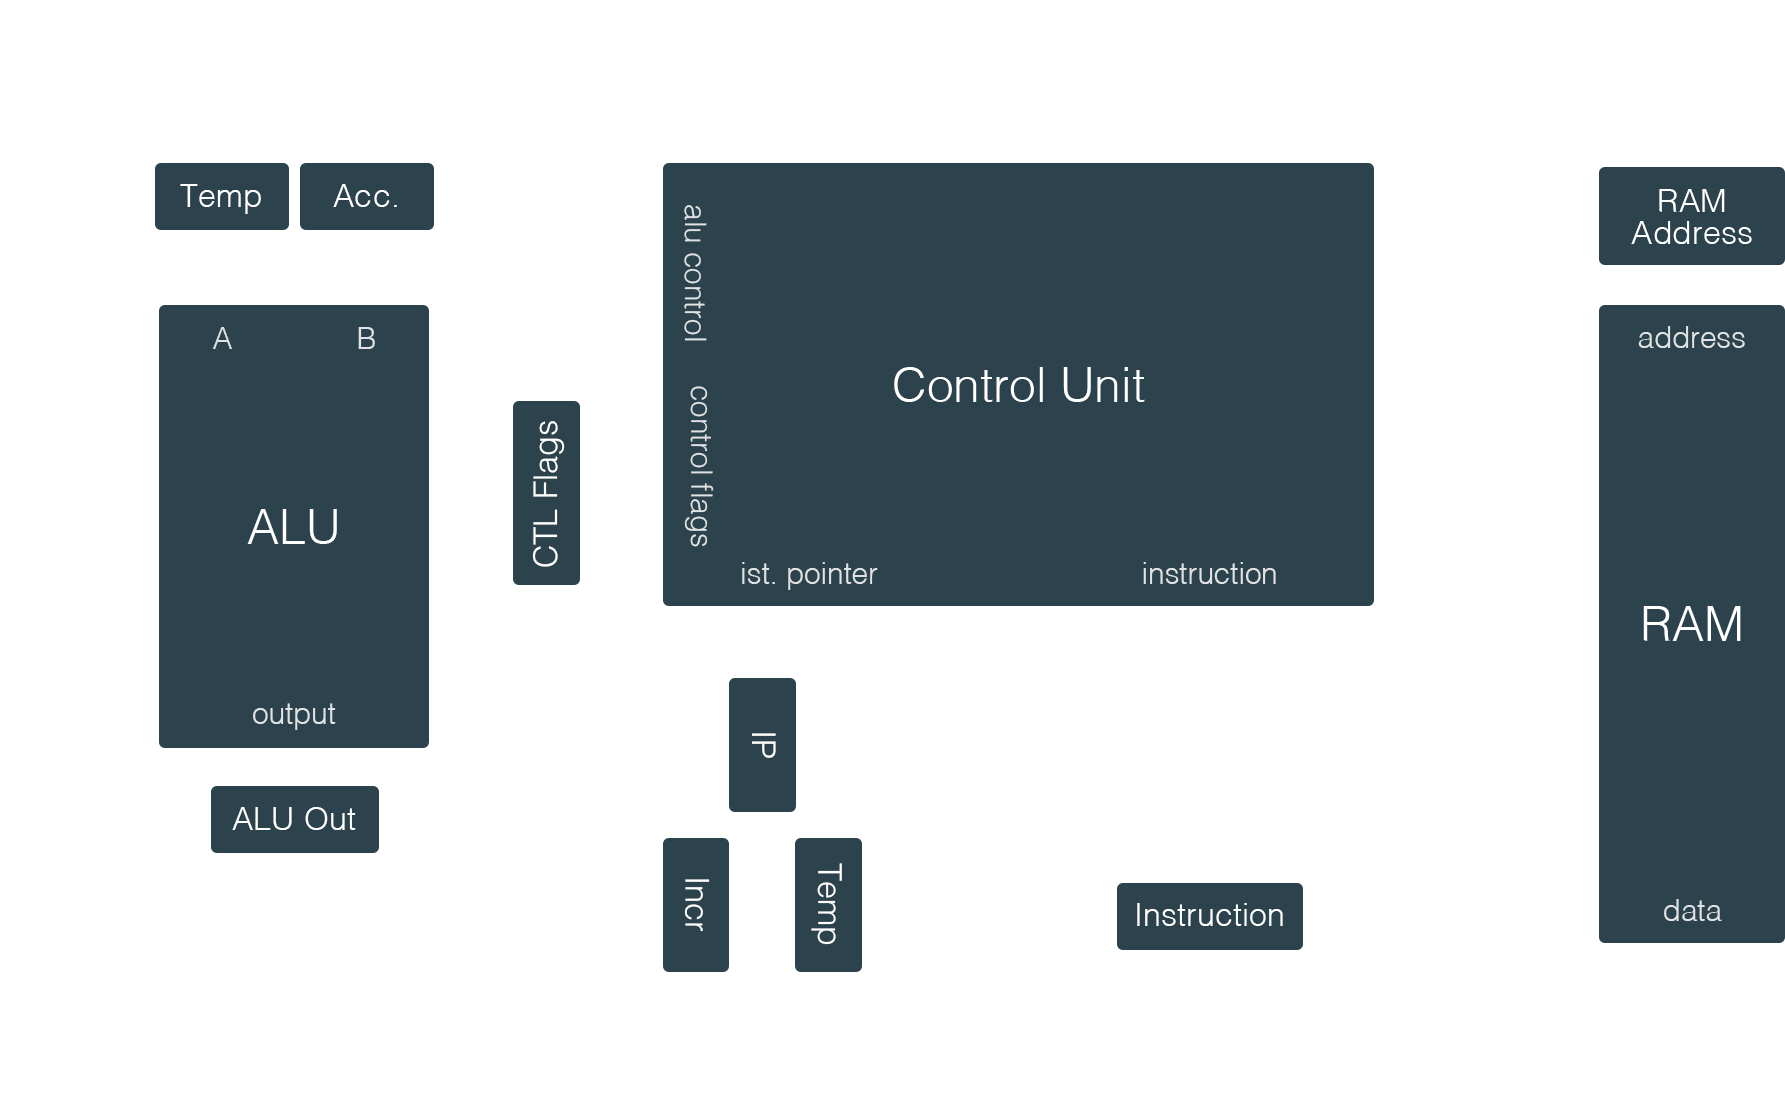 Temp
Acc.
A
B
ALU
output
ALU Out
CTL Flags
alu control
control flags
Control Unit
ist. pointer
instruction
IP
Incr
Temp
Instruction
RAM
Address
address
RAM
data